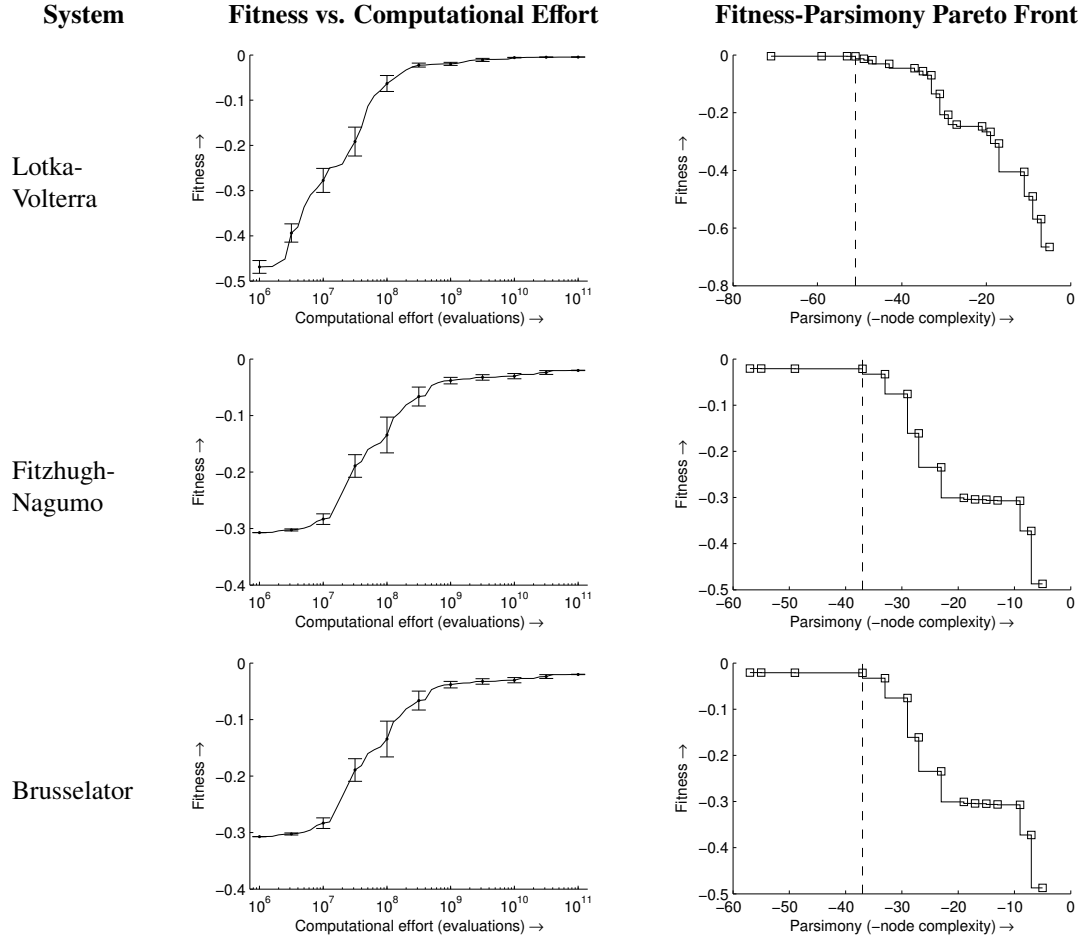 System Fitness vs. Computational Effort Fitness-Parsimony Pareto Front
Lotka-
Volterra
0
−0.1
−0.2
−0.3
−0.4
−0.5
Fitness →
10^6 10^7 10^8 10^9 10^10 10^11
Computational effort (evaluations) →
0
−0.2
−0.4
−0.6
−0.8
Fitness →
−80 −60 −40 −20 0
Parsimony (−node complexity) →
Fitzhugh-
Nagumo
0
−0.1
−0.2
−0.3
−0.4
Fitness →
10^6 10^7 10^8 10^9 10^10 10^11
Computational effort (evaluations) →
0
−0.1
−0.2
−0.3
−0.4
−0.5
Fitness →
−60 −50 −40 −30 −20 −10 0
Parsimony (−node complexity) →
Brusselator
0
−0.1
−0.2
−0.3
−0.4
Fitness →
10^6 10^7 10^8 10^9 10^10 10^11
Computational effort (evaluations) →
0
−0.1
−0.2
−0.3
−0.4
−0.5
Fitness →
−60 −50 −40 −30 −20 −10 0
Parsimony (−node complexity) →